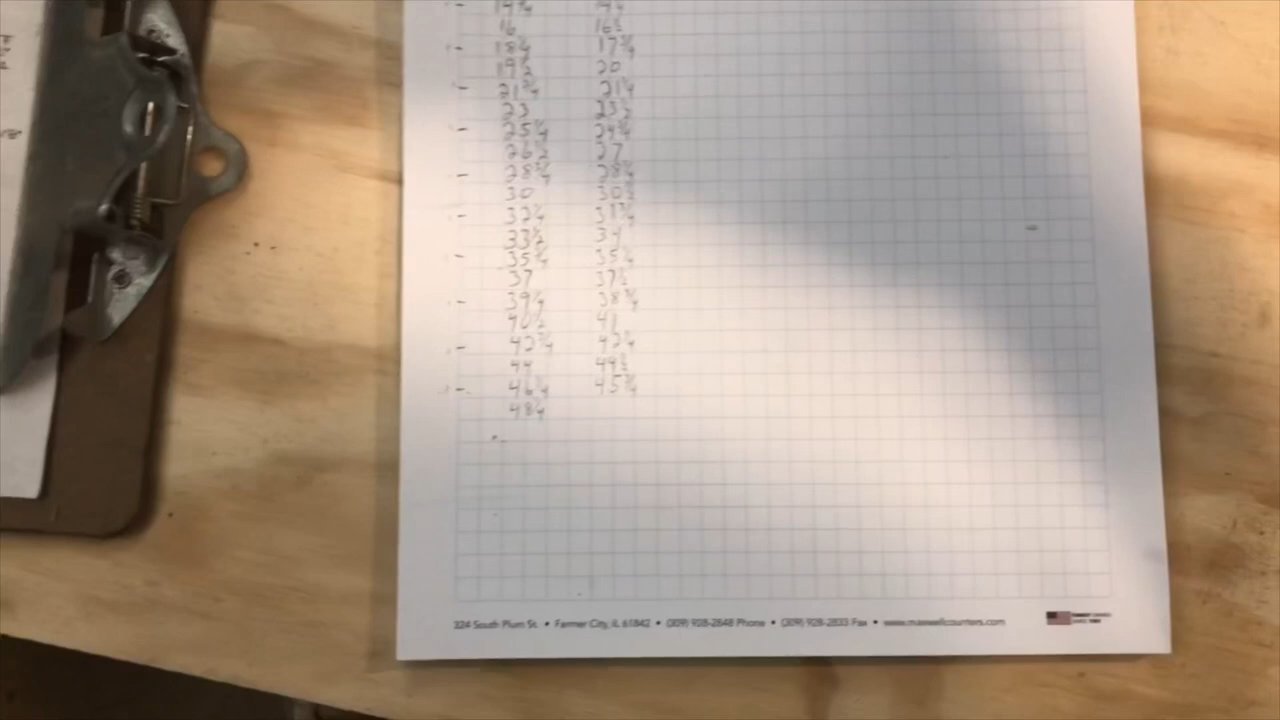 16 16½
- 18¼ 17¾
19½ 20
- 21¾ 21¼
23 23½
- 25¼ 24¾
26½ 27
- 28¾ 28¼
30 30½
- 32¼ 31¾
33½ 34
- 35¾ 35¼
37 37½
- 39¼ 38¾
40½ 41
- 42¾ 42¼
44 44½
- 46¼ 45¾
48¼
324 South Plum St. • Farmer City, IL 61842 • (309) 928-2848 Phone • (309) 928-2833 Fax • www.maxwellcounters.com